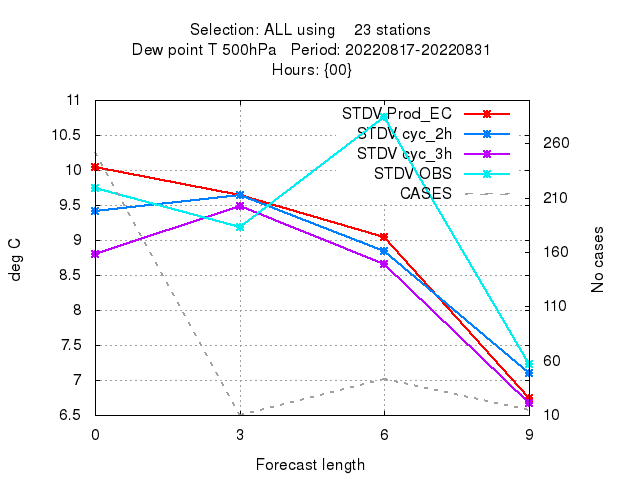 Selection: ALL using    23 stations
Dew point T 500hPa   Period: 20220817-20220831
Hours: {00}
STDV Prod_EC
STDV cyc_2h
STDV cyc_3h
STDV OBS
CASES
11
10.5
10
9.5
9
8.5
8
7.5
7
6.5
deg C
260
210
160
110
60
10
No cases
0 3 6 9
Forecast length